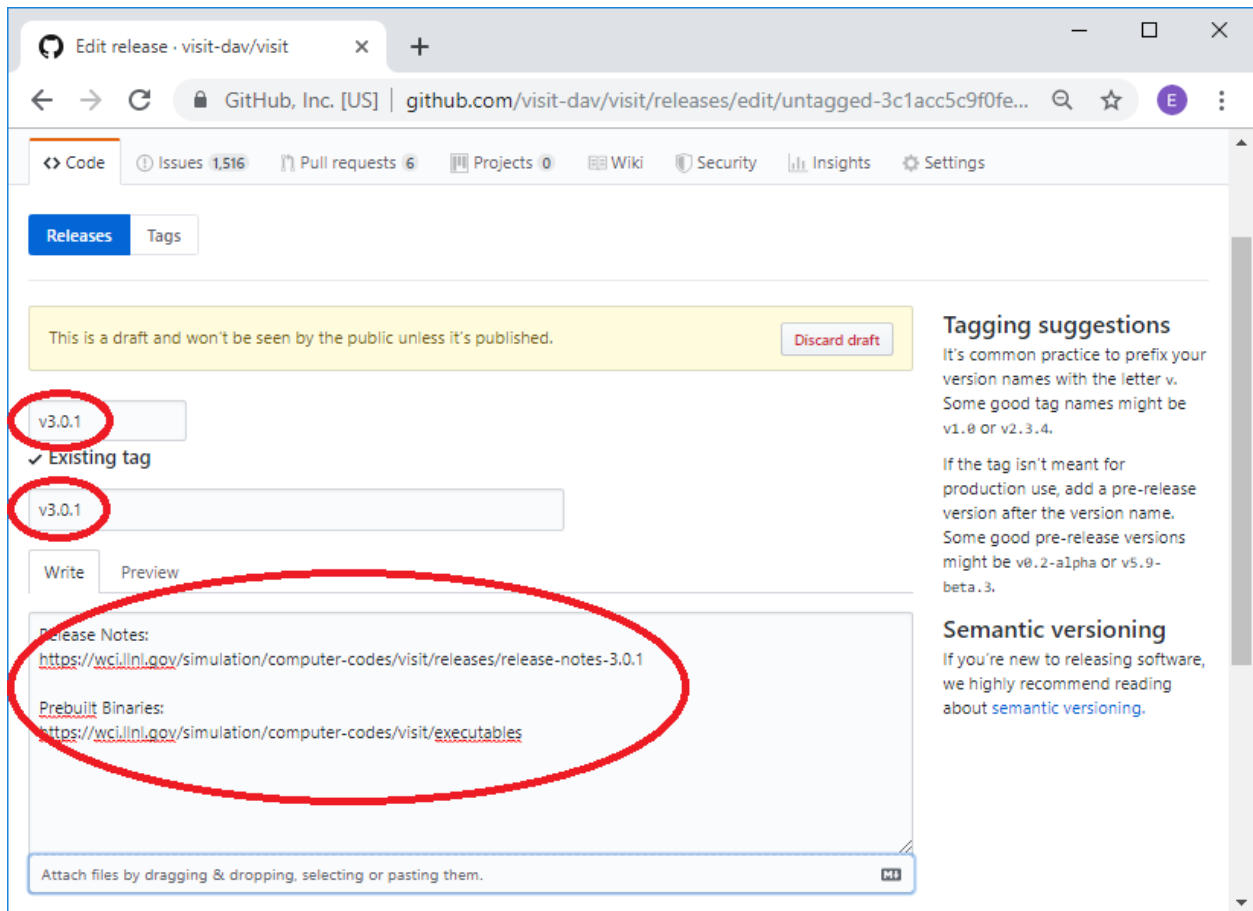 Edit release · visit-dav/visit
GitHub, Inc. [US] | github.com/visit-dav/visit/releases/edit/untagged-3c1acc5c9f0fe...
E
<> Code
Issues 1,516
Pull requests 6
Projects 0
Wiki
Security
Insights
Settings
Releases
Tags
This is a draft and won't be seen by the public unless it's published.
Discard draft
v3.0.1
Existing tag
v3.0.1
Write
Preview
Release Notes:
https://wci.llnl.gov/simulation/computer-codes/visit/releases/release-notes-3.0.1
Prebuilt Binaries:
https://wci.llnl.gov/simulation/computer-codes/visit/executables
Attach files by dragging & dropping, selecting or pasting them.
Tagging suggestions
It's common practice to prefix your
version names with the letter v.
Some good tag names might be
v1.0 or v2.3.4.
If the tag isn't meant for
production use, add a pre-release
version after the version name.
Some good pre-release versions
might be v0.2-alpha or v5.9-
beta.3.
Semantic versioning
If you're new to releasing software,
we highly recommend reading
about semantic versioning.